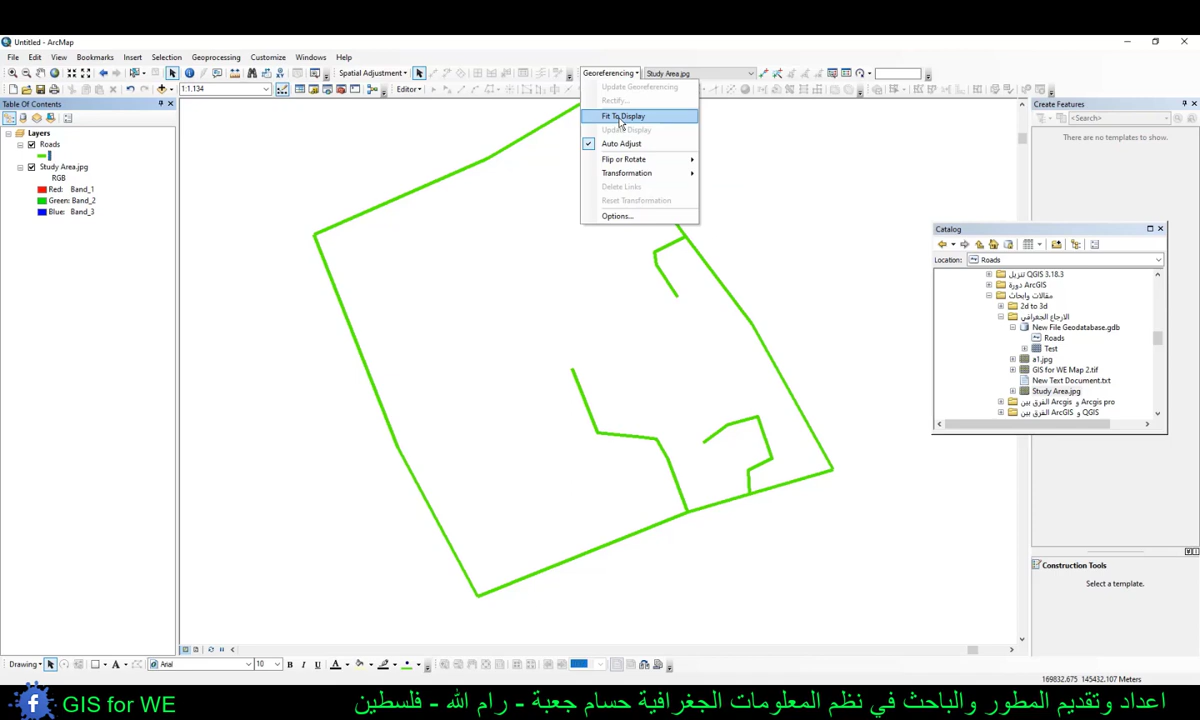 Untitled - ArcMap
File Edit View Bookmarks Insert Selection Geoprocessing Customize Windows Help
Spatial Adjustment
Georeferencing
Study Area.jpg
1:1.134
Editor
Table Of Contents
Layers
Roads
Study Area.jpg
RGB
Red: Band_1
Green: Band_2
Blue: Band_3
Update Georeferencing
Rectify...
Fit To Display
Update Display
Auto Adjust
Flip or Rotate
Transformation
Delete Links
Reset Transformation
Options...
Create Features
<Search>
There are no templates to show.
Catalog
Location: Roads
تنزيل QGIS 3.18.3
دورة ArcGIS
مقالات وابحاث
2d to 3d
الارجاع الجغرافي
New File Geodatabase.gdb
Roads
Test
a1.jpg
GIS for WE Map 2.tif
New Text Document.txt
Study Area.jpg
الفرق بين Arcgis و Arcgis pro
الفرق بين ArcGIS و QGIS
Construction Tools
Select a template.
Drawing
Arial
10
B I U
A
169832.675 145432.107 Meters
GIS for WE
اعداد وتقديم المطور والباحث في نظم المعلومات الجغرافية حسام جعبة - رام الله - فلسطين